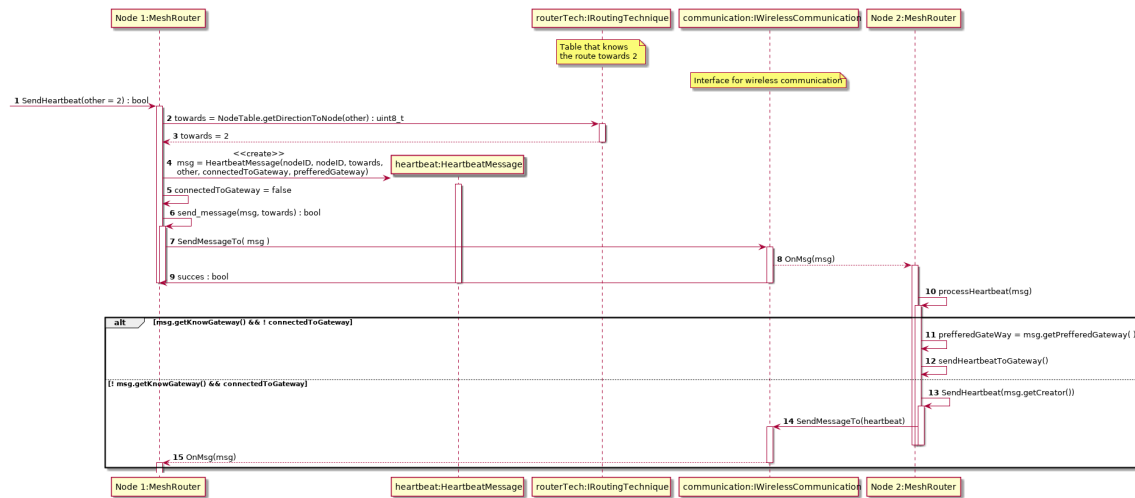 Node 1:MeshRouter
routerTech:IRoutingTechnique
communication:IWirelessCommunication
Node 2:MeshRouter
Table that knows
the route towards 2
Interface for wireless communication
1 SendHeartbeat(other = 2) : bool
2 towards = NodeTable.getDirectionToNode(other) : uint8_t
3 towards = 2
<<create>>
4 msg = HeartbeatMessage(nodeID, nodeID, towards,
other, connectedToGateway, prefferedGateway)
heartbeat:HeartbeatMessage
5 connectedToGateway = false
6 send_message(msg, towards) : bool
7 SendMessageTo( msg )
8 OnMsg(msg)
9 succes : bool
10 processHeartbeat(msg)
alt [msg.getKnowGateway() && ! connectedToGateway]
11 prefferedGateWay = msg.getPrefferedGateway( )
12 sendHeartbeatToGateway()
[! msg.getKnowGateway() && connectedToGateway]
13 SendHeartbeat(msg.getCreator())
14 SendMessageTo(heartbeat)
15 OnMsg(msg)
Node 1:MeshRouter
heartbeat:HeartbeatMessage
routerTech:IRoutingTechnique
communication:IWirelessCommunication
Node 2:MeshRouter